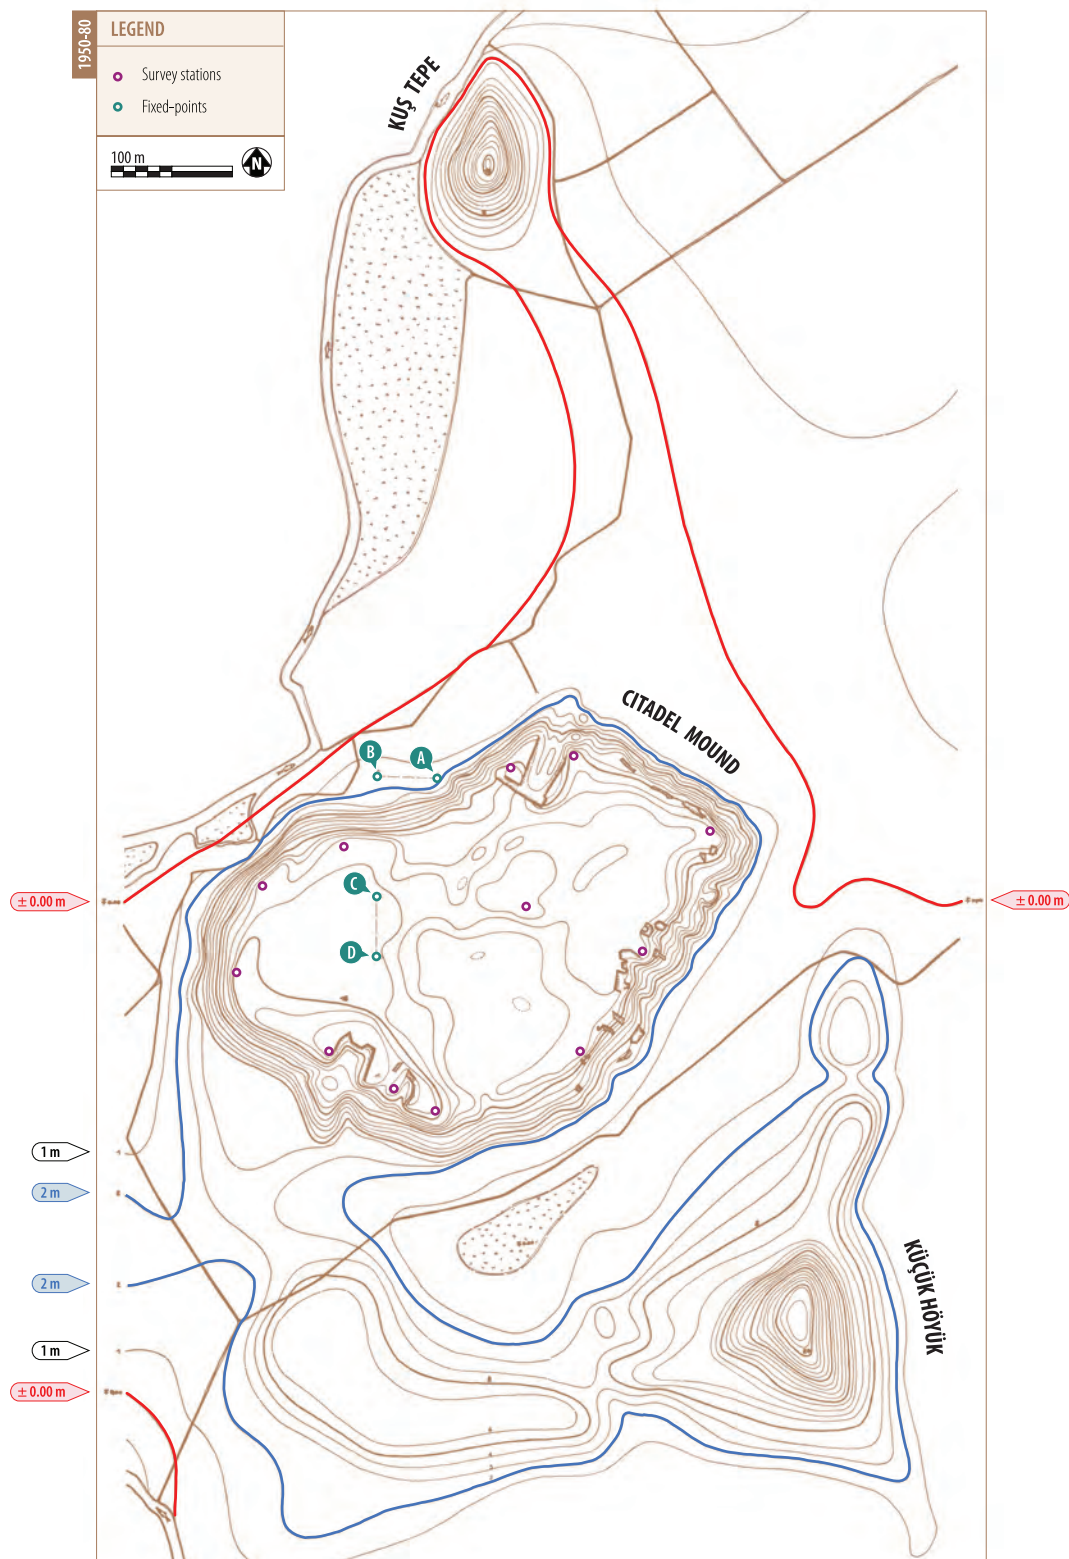 1950-80
LEGEND
Survey stations
Fixed-points
100 m
N
KUŞ TEPE
CITADEL MOUND
B
A
C
D
± 0.00 m
± 0.00 m
1 m
2 m
2 m
1 m
± 0.00 m
KÜÇÜK HÖYÜK